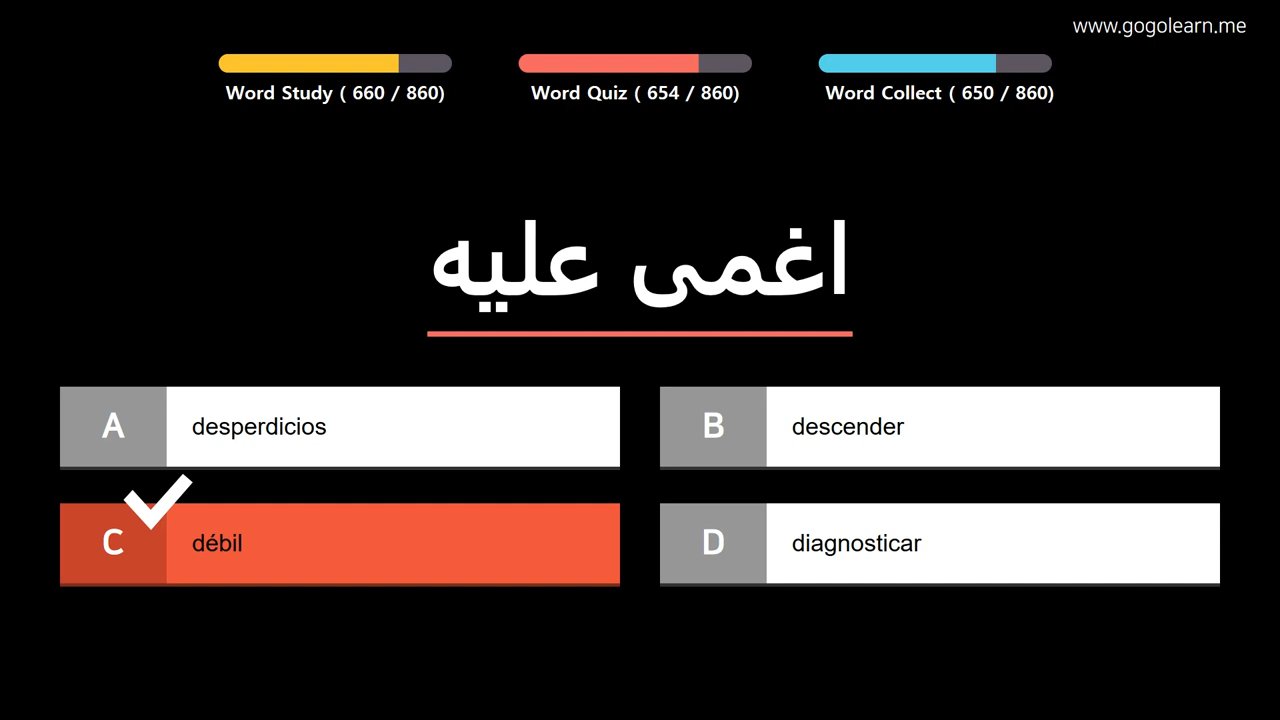 www.gogolearn.me
Word Study ( 660 / 860)
Word Quiz ( 654 / 860)
Word Collect ( 650 / 860)
اغمى عليه
A desperdicios
B descender
C débil
D diagnosticar